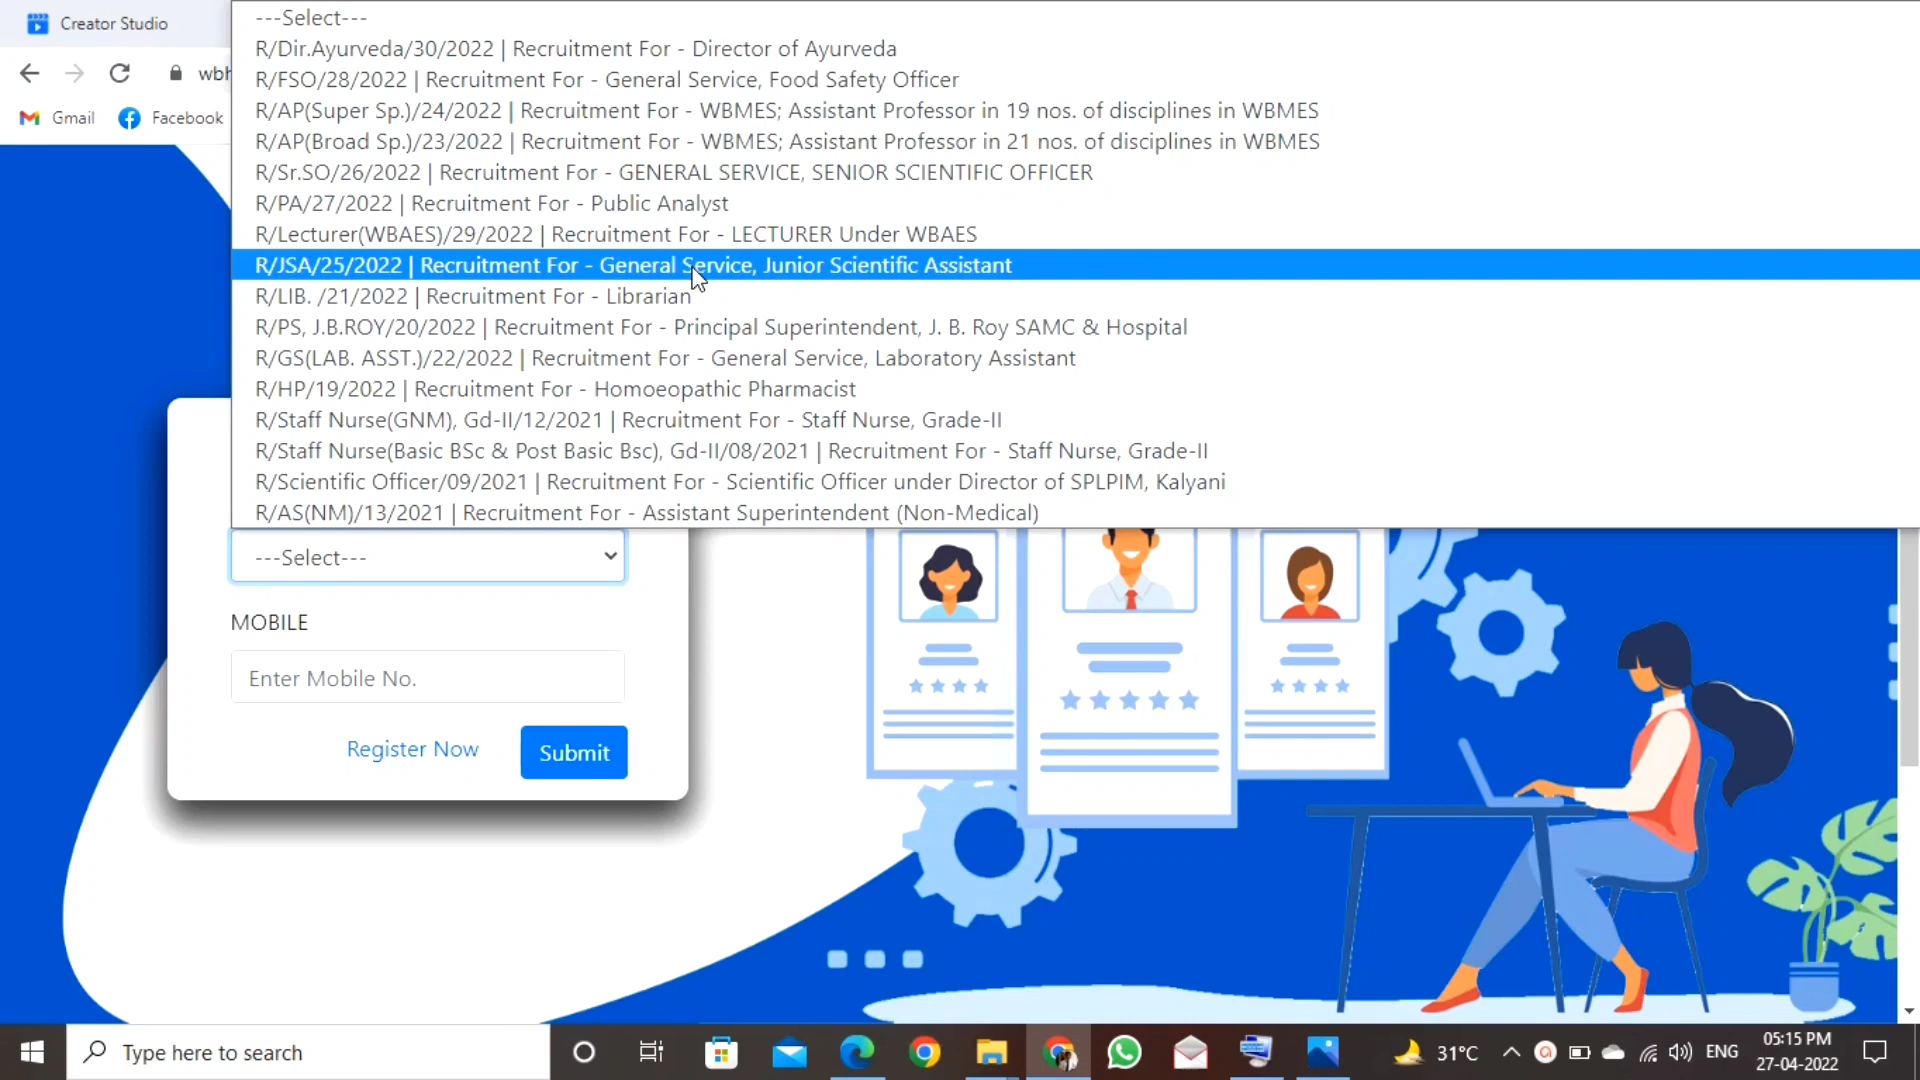 Creator Studio
---Select---
R/Dir.Ayurveda/30/2022 | Recruitment For - Director of Ayurveda
wbh
R/FSO/28/2022 | Recruitment For - General Service, Food Safety Officer
Gmail Facebook
R/AP(Super Sp.)/24/2022 | Recruitment For - WBMES; Assistant Professor in 19 nos. of disciplines in WBMES
R/AP(Broad Sp.)/23/2022 | Recruitment For - WBMES; Assistant Professor in 21 nos. of disciplines in WBMES
R/Sr.SO/26/2022 | Recruitment For - GENERAL SERVICE, SENIOR SCIENTIFIC OFFICER
R/PA/27/2022 | Recruitment For - Public Analyst
R/Lecturer(WBAES)/29/2022 | Recruitment For - LECTURER Under WBAES
R/JSA/25/2022 | Recruitment For - General Service, Junior Scientific Assistant
R/LIB. /21/2022 | Recruitment For - Librarian
R/PS, J.B.ROY/20/2022 | Recruitment For - Principal Superintendent, J. B. Roy SAMC & Hospital
R/GS(LAB. ASST.)/22/2022 | Recruitment For - General Service, Laboratory Assistant
R/HP/19/2022 | Recruitment For - Homoeopathic Pharmacist
R/Staff Nurse(GNM), Gd-II/12/2021 | Recruitment For - Staff Nurse, Grade-II
R/Staff Nurse(Basic BSc & Post Basic Bsc), Gd-II/08/2021 | Recruitment For - Staff Nurse, Grade-II
R/Scientific Officer/09/2021 | Recruitment For - Scientific Officer under Director of SPLPIM, Kalyani
R/AS(NM)/13/2021 | Recruitment For - Assistant Superintendent (Non-Medical)
---Select---
MOBILE
Enter Mobile No.
Register Now Submit
Type here to search
31°C ENG
05:15 PM
27-04-2022